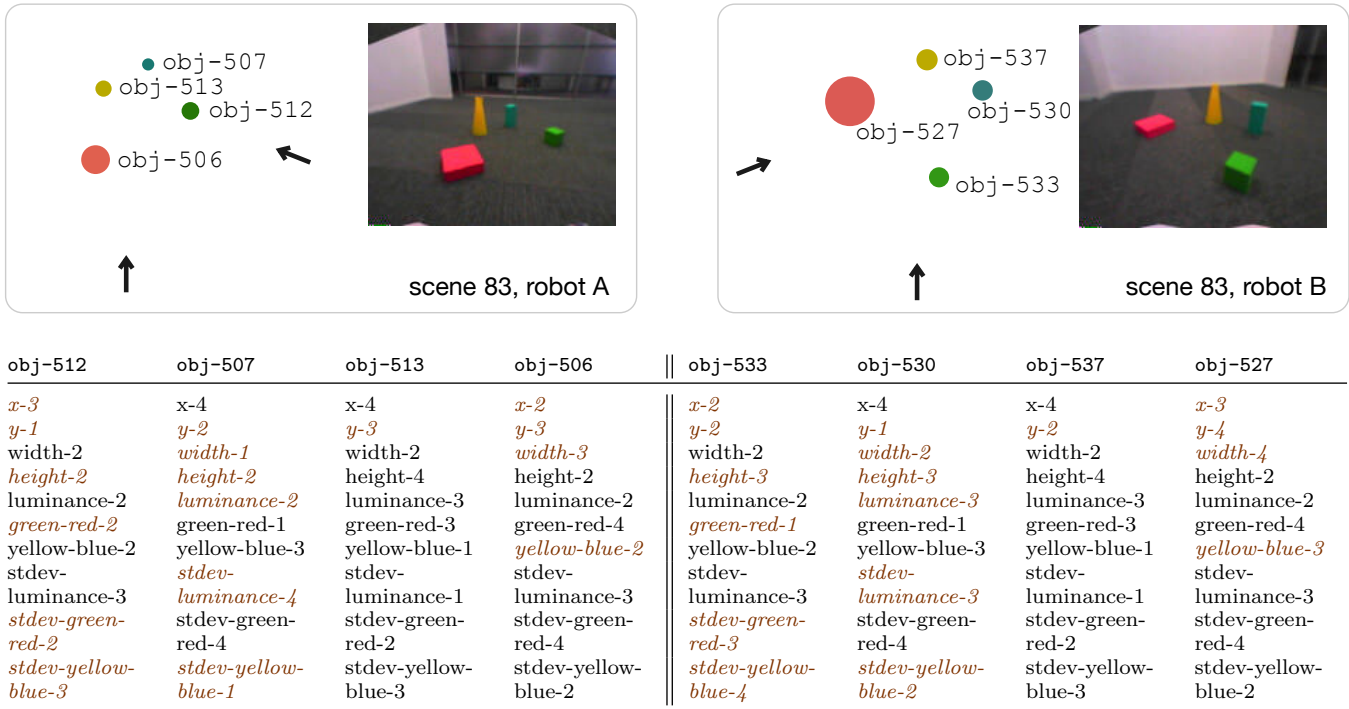 obj-507
obj-513
obj-512
obj-506
scene 83, robot A
obj-537
obj-530
obj-527
obj-533
scene 83, robot B
obj-512 obj-507 obj-513 obj-506 obj-533 obj-530 obj-537 obj-527
x-3 x-4 x-4 x-2 x-2 x-4 x-4 x-3
y-1 y-2 y-3 y-3 y-2 y-1 y-2 y-4
width-2 width-1 width-2 width-3 width-2 width-2 width-2 width-4
height-2 height-2 height-4 height-2 height-3 height-3 height-4 height-2
luminance-2 luminance-2 luminance-3 luminance-2 luminance-2 luminance-3 luminance-3 luminance-2
green-red-2 green-red-1 green-red-3 green-red-4 green-red-1 green-red-1 green-red-3 green-red-4
yellow-blue-2 yellow-blue-3 yellow-blue-1 yellow-blue-2 yellow-blue-2 yellow-blue-3 yellow-blue-1 yellow-blue-3
stdev- stdev- stdev- stdev- stdev- stdev- stdev- stdev-
luminance-3 luminance-4 luminance-1 luminance-3 luminance-3 luminance-3 luminance-1 luminance-3
stdev-green- stdev-green- stdev-green- stdev-green- stdev-green- stdev-green- stdev-green- stdev-green-
red-2 red-4 red-2 red-4 red-3 red-4 red-2 red-4
stdev-yellow- stdev-yellow- stdev-yellow- stdev-yellow- stdev-yellow- stdev-yellow- stdev-yellow- stdev-yellow-
blue-3 blue-1 blue-3 blue-2 blue-4 blue-2 blue-3 blue-2